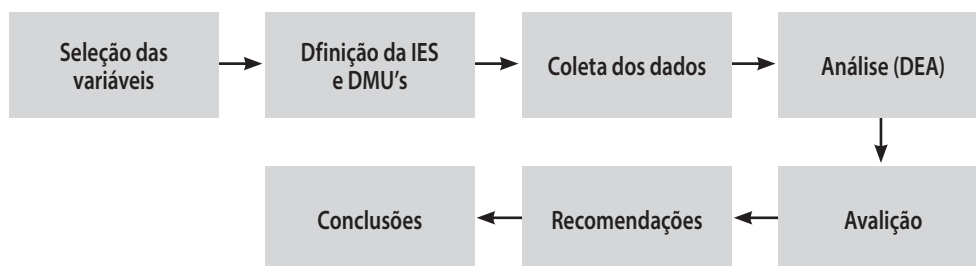 Seleção das
variáveis
Dfinição da IES
e DMU's
Coleta dos dados
Análise (DEA)
Avalição
Recomendações
Conclusões